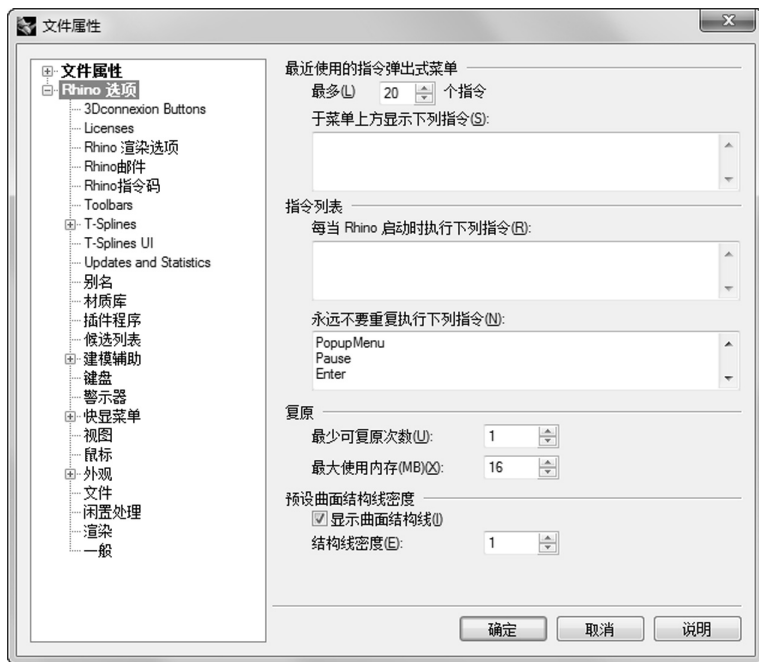 文件属性
文件属性
Rhino 选项
3Dconnexion Buttons
Licenses
Rhino 渲染选项
Rhino邮件
Rhino指令码
Toolbars
T-Splines
T-Splines UI
Updates and Statistics
别名
材质库
插件程序
候选列表
建模辅助
键盘
警示器
快显菜单
视图
鼠标
外观
文件
闲置处理
渲染
一般
最近使用的指令弹出式菜单
最多(L) 20 个指令
于菜单上方显示下列指令(S):
指令列表
每当 Rhino 启动时执行下列指令(R):
永远不要重复执行下列指令(N):
PopupMenu
Pause
Enter
复原
最少可复原次数(U): 1
最大使用内存(MB)(X): 16
预设曲面结构线密度
显示曲面结构线(I)
结构线密度(E): 1
确定 取消 说明